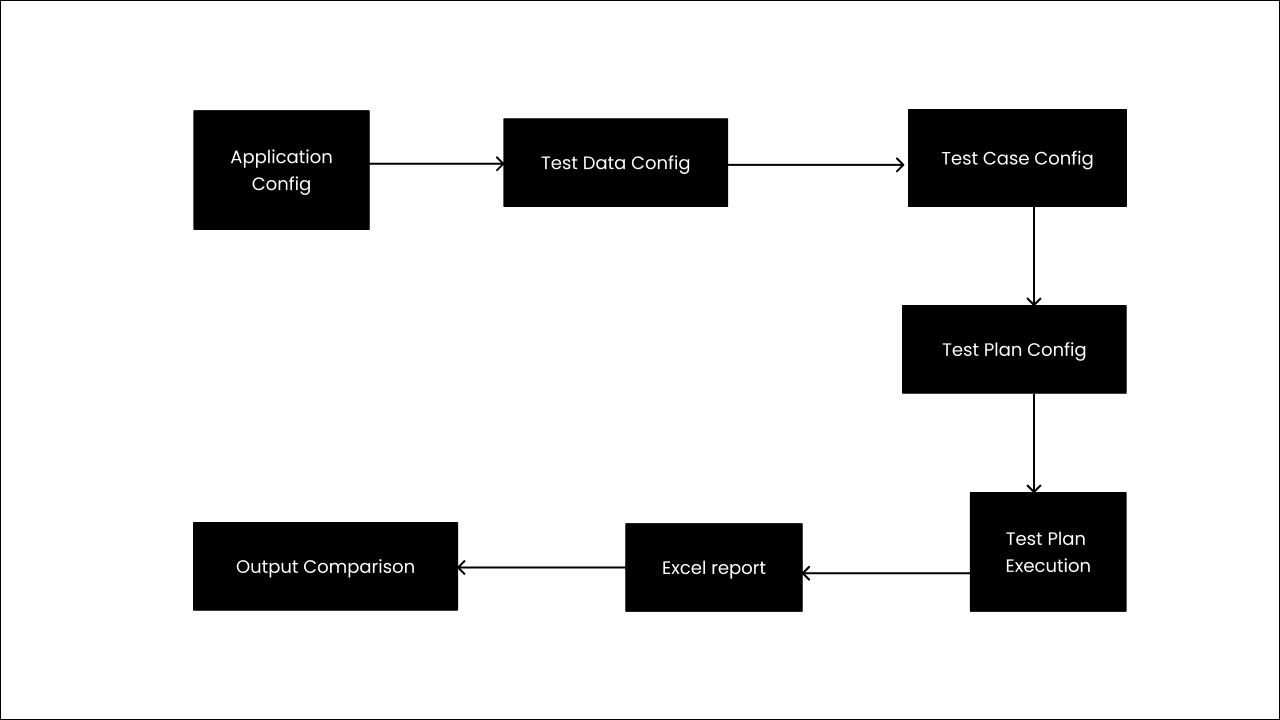 Application
Config
Test Data Config
Test Case Config
Test Plan Config
Test Plan
Execution
Excel report
Output Comparison